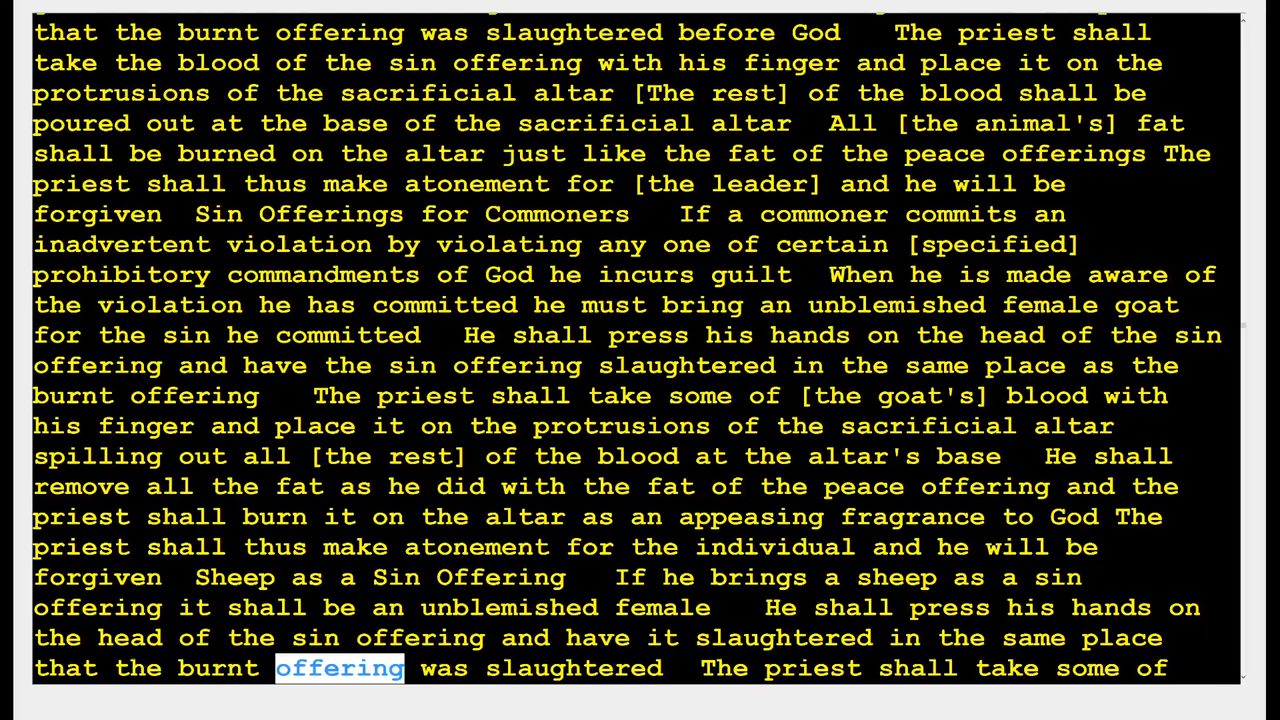 that the burnt offering was slaughtered before God The priest shall
take the blood of the sin offering with his finger and place it on the
protrusions of the sacrificial altar [The rest] of the blood shall be
poured out at the base of the sacrificial altar All [the animal's] fat
shall be burned on the altar just like the fat of the peace offerings The
priest shall thus make atonement for [the leader] and he will be
forgiven Sin Offerings for Commoners If a commoner commits an
inadvertent violation by violating any one of certain [specified]
prohibitory commandments of God he incurs guilt When he is made aware of
the violation he has committed he must bring an unblemished female goat
for the sin he committed He shall press his hands on the head of the sin
offering and have the sin offering slaughtered in the same place as the
burnt offering The priest shall take some of [the goat's] blood with
his finger and place it on the protrusions of the sacrificial altar
spilling out all [the rest] of the blood at the altar's base He shall
remove all the fat as he did with the fat of the peace offering and the
priest shall burn it on the altar as an appeasing fragrance to God The
priest shall thus make atonement for the individual and he will be
forgiven Sheep as a Sin Offering If he brings a sheep as a sin
offering it shall be an unblemished female He shall press his hands on
the head of the sin offering and have it slaughtered in the same place
that the burnt offering was slaughtered The priest shall take some of